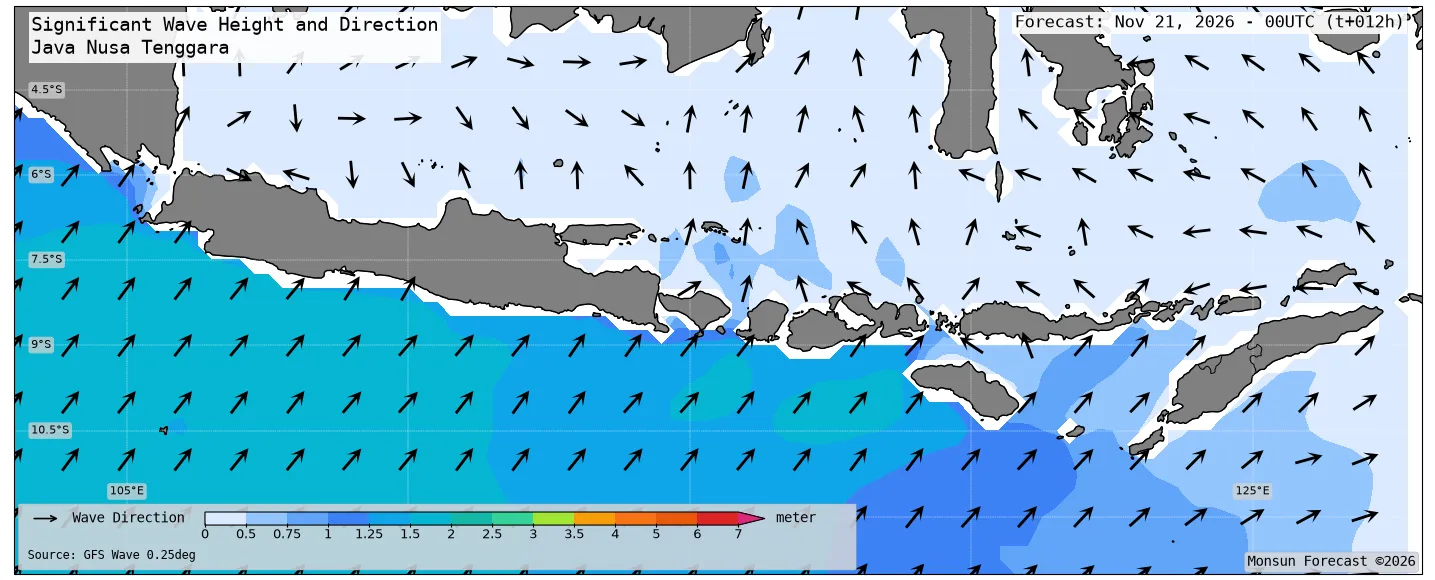 Significant Wave Height and Direction
Java Nusa Tenggara
Forecast: Nov 21, 2026 - 00UTC (t+012h)
4.5°S
6°S
7.5°S
9°S
10.5°S
105°E
125°E
Wave Direction
meter
0 0.5 0.75 1 1.25 1.5 2 2.5 3 3.5 4 5 6 7
Source: GFS Wave 0.25deg
Monsun Forecast ©2026